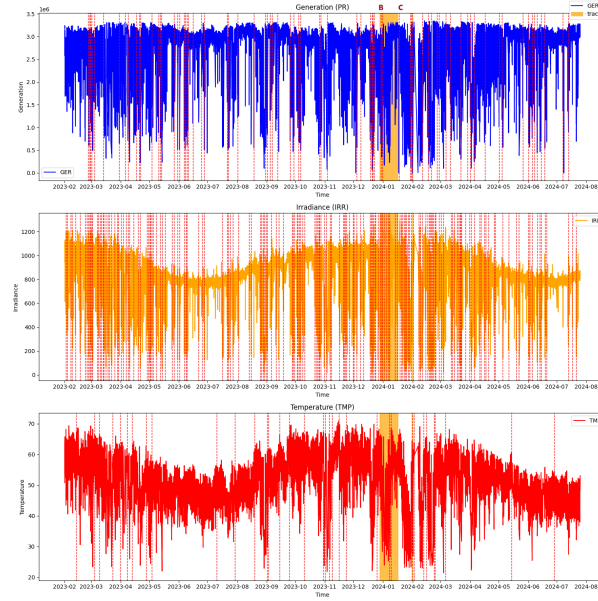 Generation (PR) B C
1e6
GER
trac
3.5
3.0
2.5
2.0
1.5
1.0
0.5
0.0
Generation
GER
2023-02 2023-03 2023-04 2023-05 2023-06 2023-07 2023-08 2023-09 2023-10 2023-11 2023-12 2024-01 2024-02 2024-03 2024-04 2024-05 2024-06 2024-07 2024-08
Time
Irradiance (IRR)
IRI
1200
1000
800
600
400
200
0
Irradiance
2023-02 2023-03 2023-04 2023-05 2023-06 2023-07 2023-08 2023-09 2023-10 2023-11 2023-12 2024-01 2024-02 2024-03 2024-04 2024-05 2024-06 2024-07 2024-08
Time
Temperature (TMP)
TM
70
60
50
40
30
20
Temperature
2023-02 2023-03 2023-04 2023-05 2023-06 2023-07 2023-08 2023-09 2023-10 2023-11 2023-12 2024-01 2024-02 2024-03 2024-04 2024-05 2024-06 2024-07 2024-08
Time